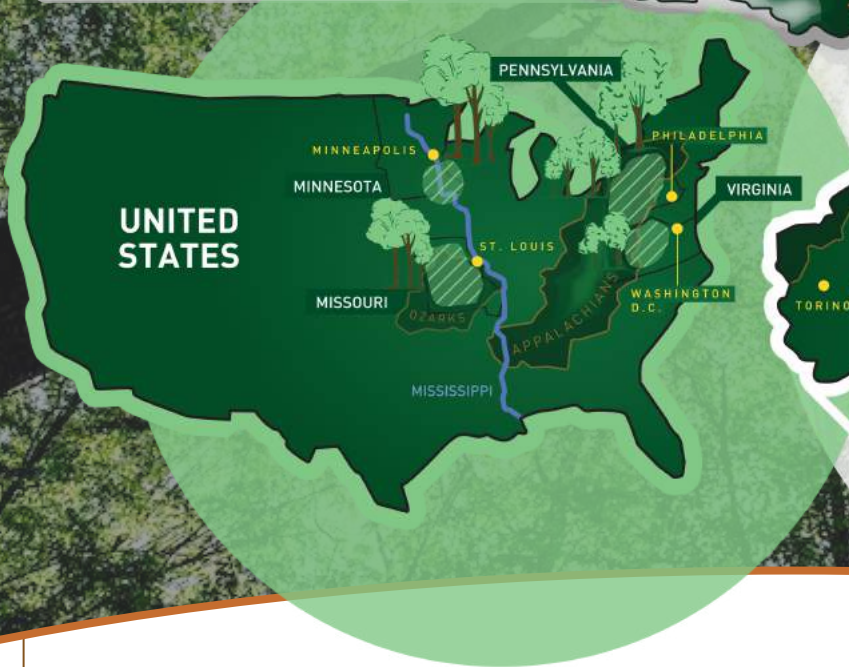 PENNSYLVANIA
PHILADELPHIA
MINNEAPOLIS
MINNESOTA
VIRGINIA
UNITED
STATES
ST. LOUIS
MISSOURI
WASHINGTON
D.C.
OZARKS
APPALACHIANS
MISSISSIPPI
TORINO